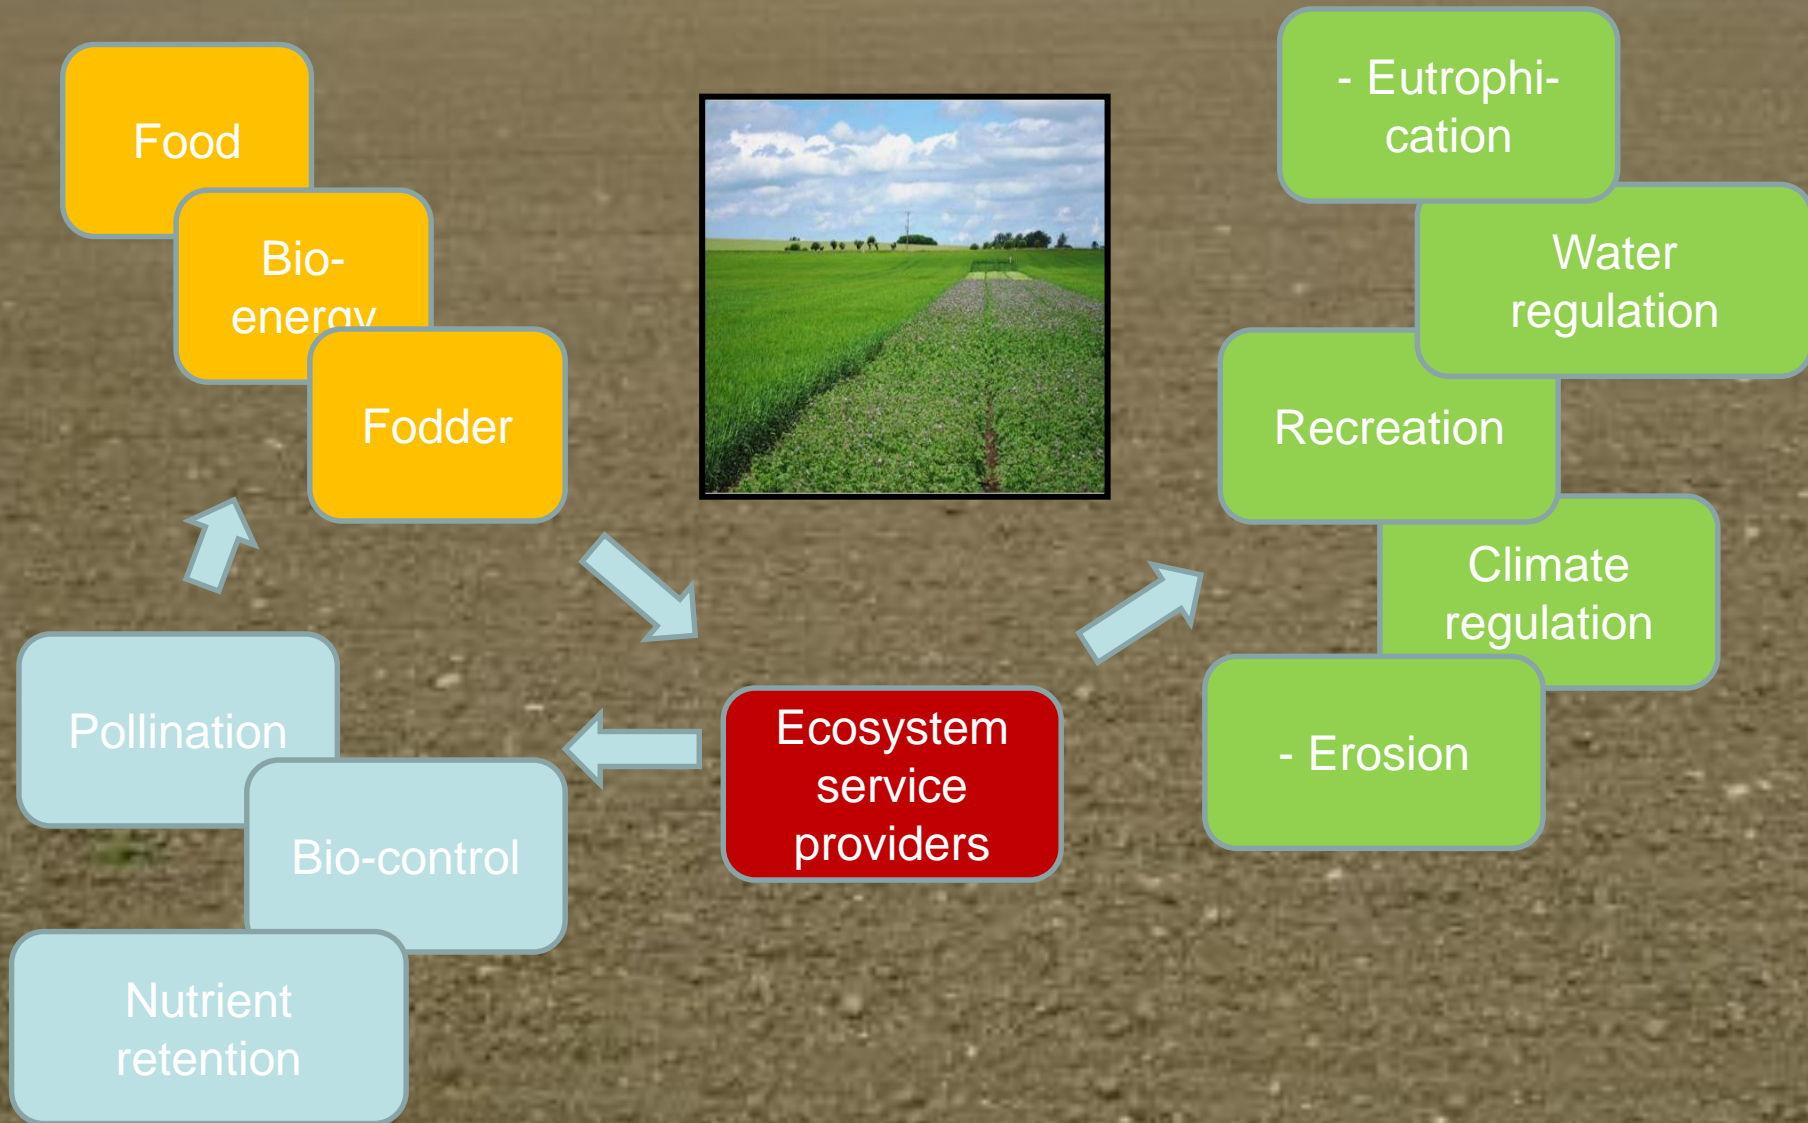 Food
Bio-
energy
Fodder
Pollination
Bio-control
Nutrient
retention
Ecosystem
service
providers
- Eutrophi-
cation
Water
regulation
Recreation
Climate
regulation
- Erosion